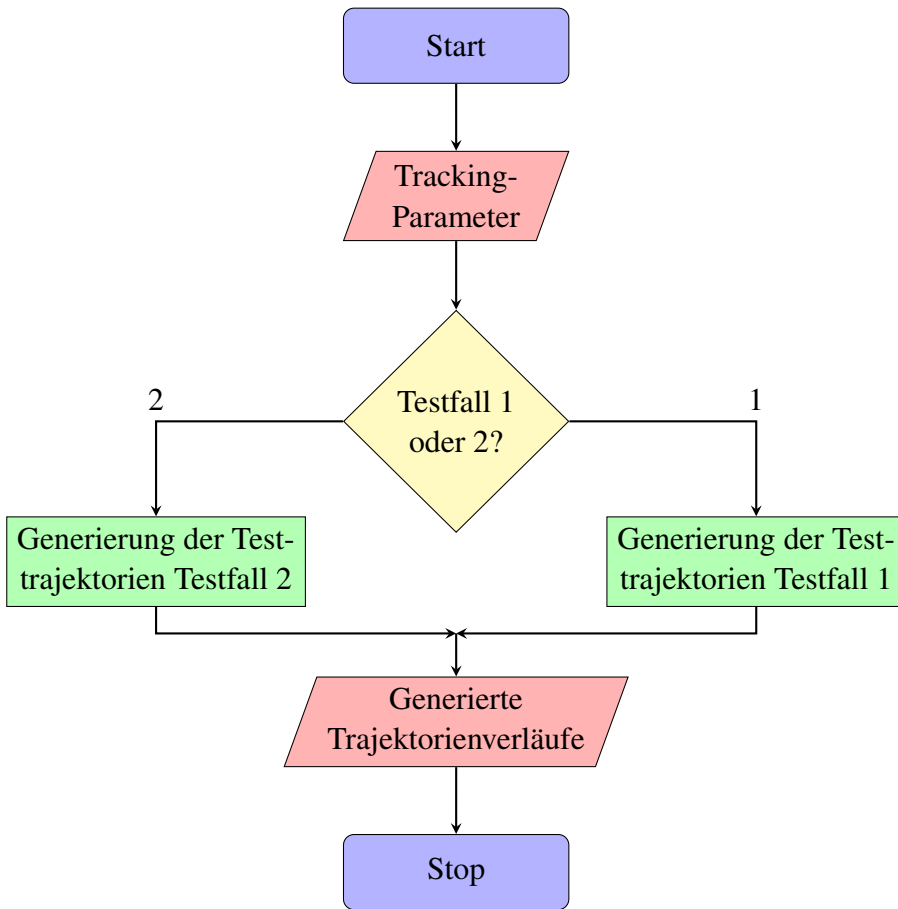 Start
Tracking-
Parameter
Testfall 1
oder 2?
2
1
Generierung der Test-
trajektorien Testfall 2
Generierung der Test-
trajektorien Testfall 1
Generierte
Trajektorienverläufe
Stop